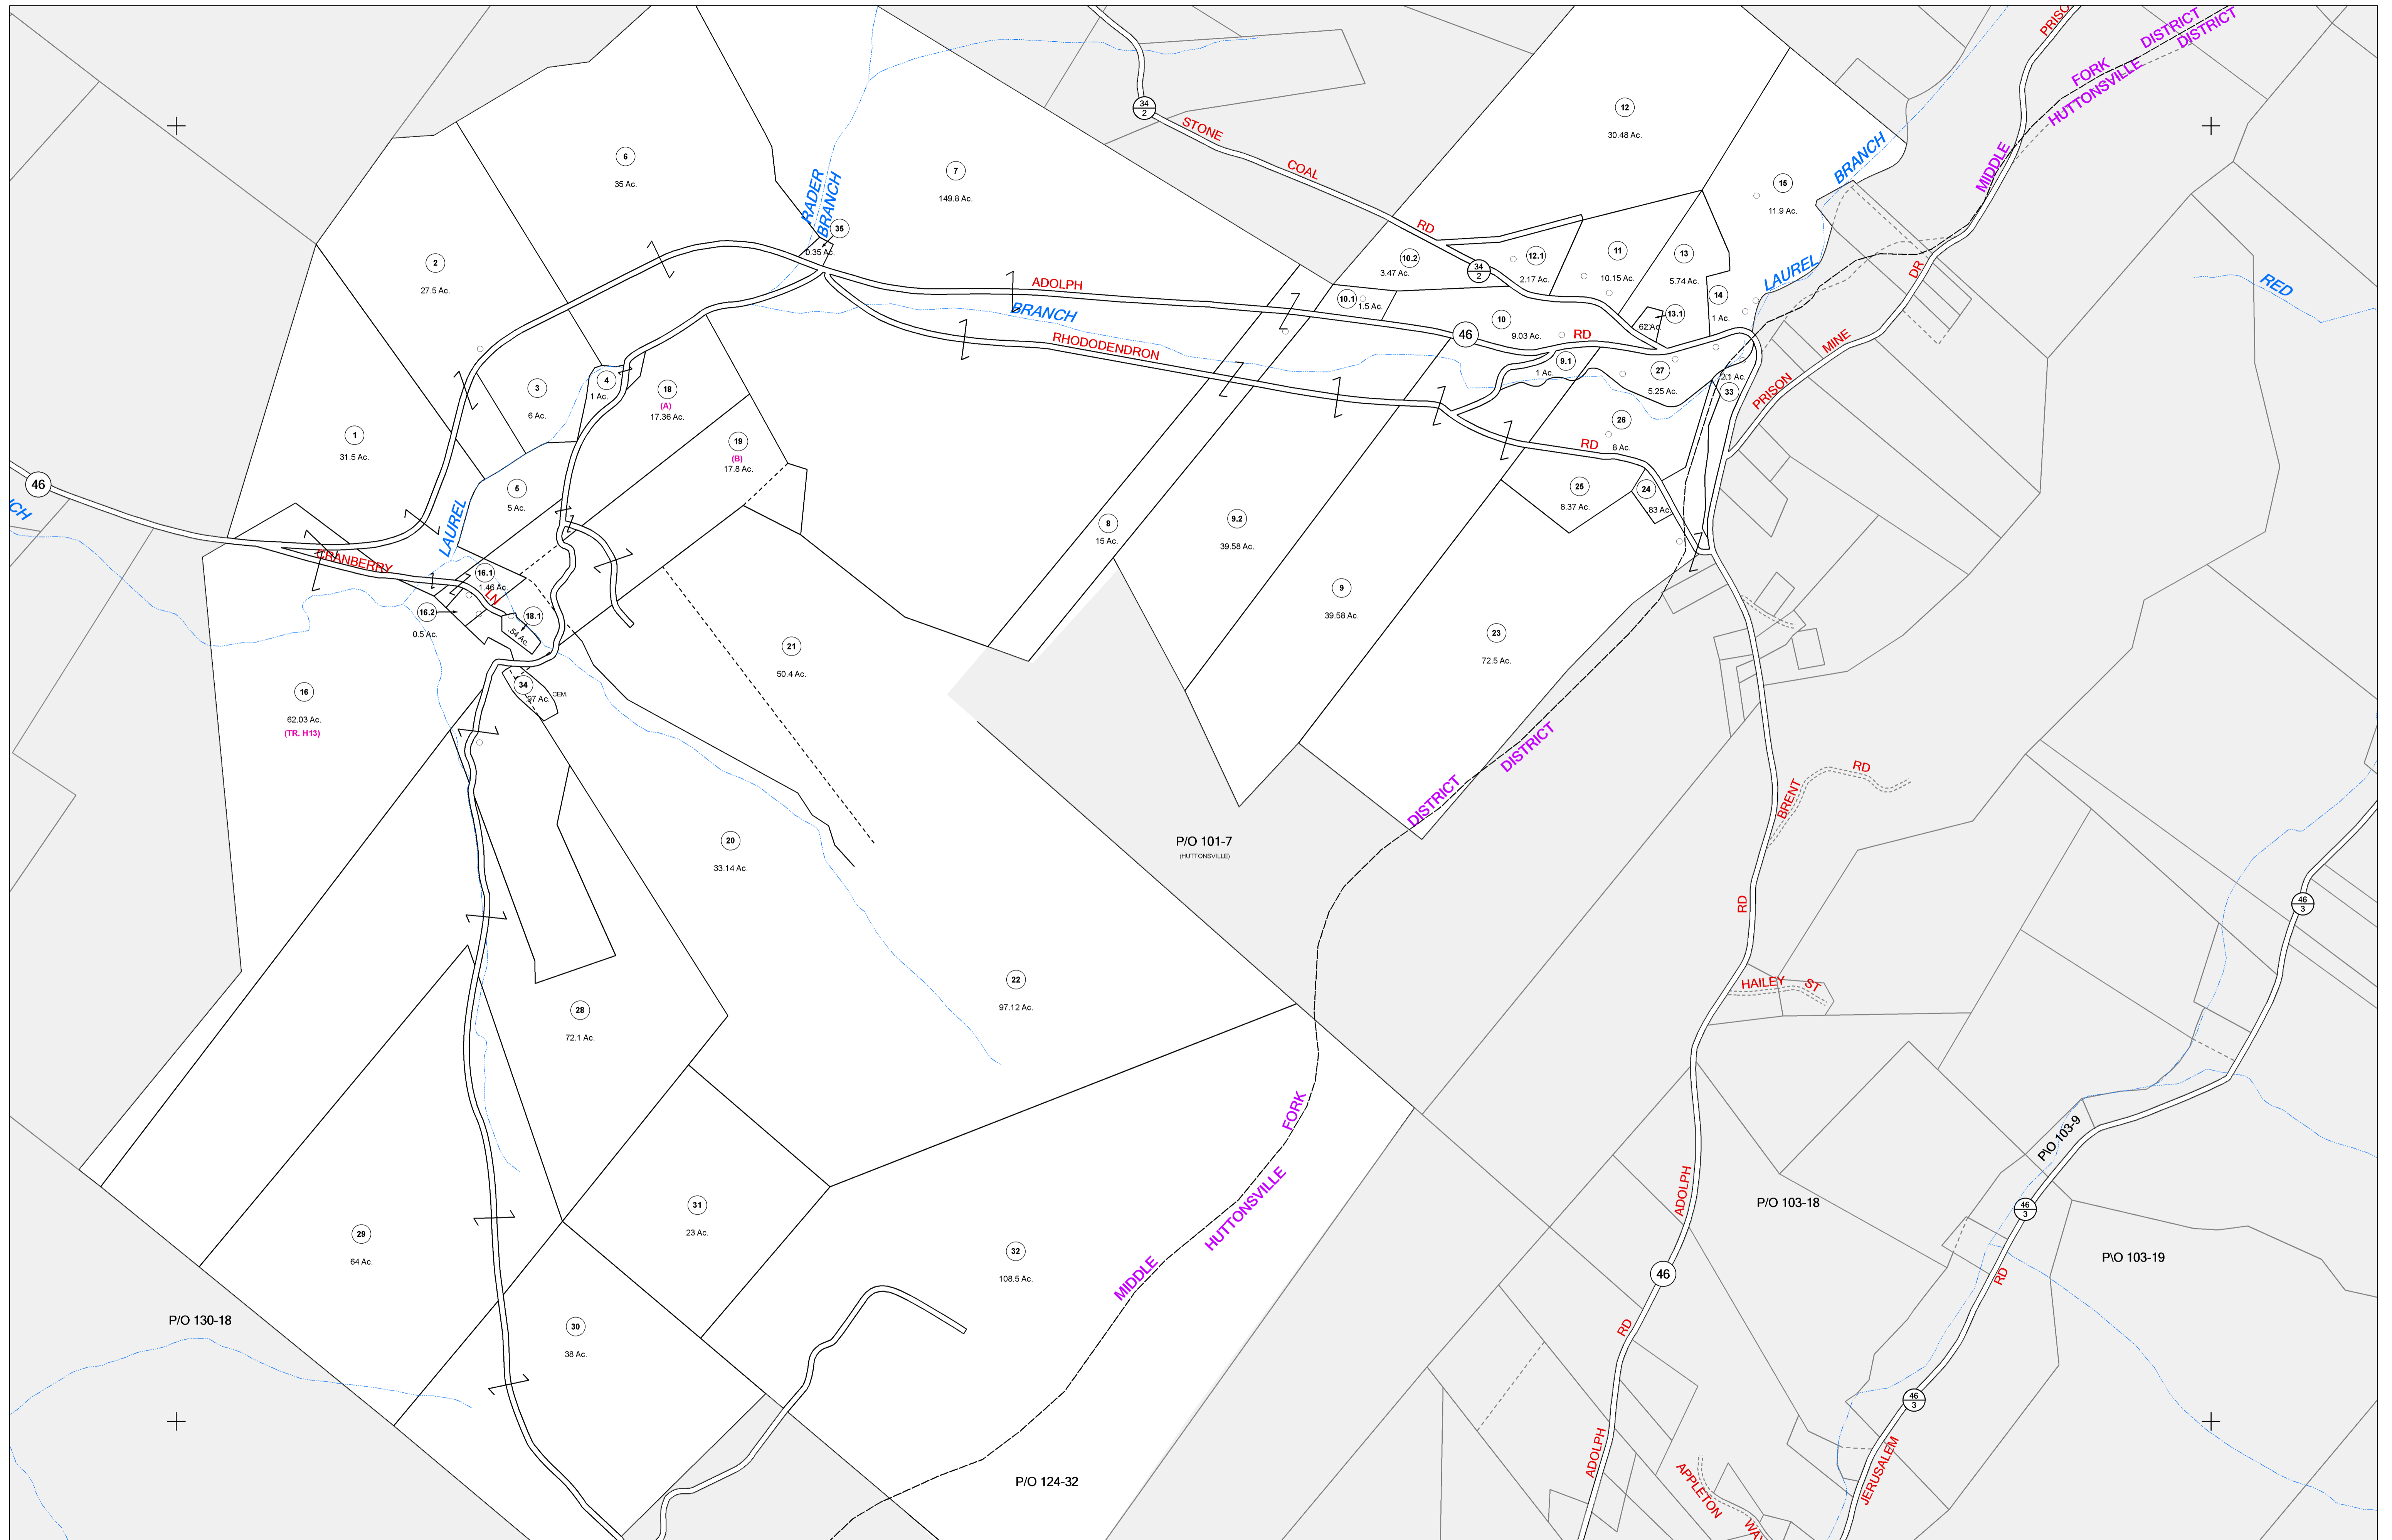 PRISO
DISTRICT
DISTRICT
FORK
HUTTONSVILLE
MIDDLE
34
2
STONE
COAL
RD
12
30.48 Ac.
BRANCH
15
11.9 Ac.
6
35 Ac.
7
149.8 Ac.
RADER
BRANCH
35
0.35 Ac.
2
27.5 Ac.
10.2
3.47 Ac.
34
2
12.1
2.17 Ac.
11
10.15 Ac.
13
5.74 Ac.
LAUREL
DR
RED
ADOLPH
BRANCH
10.1
1.5 Ac.
14
1 Ac.
13.1
.62 Ac.
10
9.03 Ac.
46
RD
RHODODENDRON
9.1
1 Ac.
27
5.25 Ac.
2.1 Ac.
33
MINE
PRISON
3
6 Ac.
4
1 Ac.
18
(A)
17.36 Ac.
26
8 Ac.
RD
1
31.5 Ac.
19
(B)
17.8 Ac.
46
CH
5
5 Ac.
LAUREL
25
8.37 Ac.
24
.83 Ac.
8
15 Ac.
9.2
39.58 Ac.
CRANBERRY
LN
16.1
1.46 Ac.
16.2
0.5 Ac.
18.1
.54 Ac.
9
39.58 Ac.
23
72.5 Ac.
21
50.4 Ac.
34
.97 Ac.
CEM.
16
62.03 Ac.
(TR. H13)
DISTRICT
DISTRICT
BRENT
RD
20
33.14 Ac.
P/O 101-7
(HUTTONSVILLE)
RD
46
3
22
97.12 Ac.
HAILEY
ST
28
72.1 Ac.
FORK
P\O 103-9
HUTTONSVILLE
MIDDLE
ADOLPH
P/O 103-18
46
3
31
23 Ac.
29
64 Ac.
32
108.5 Ac.
46
RD
P\O 103-19
P/O 130-18
30
38 Ac.
RD
46
3
ADOLPH
JERUSALEM
P/O 124-32
APPLETON
WA